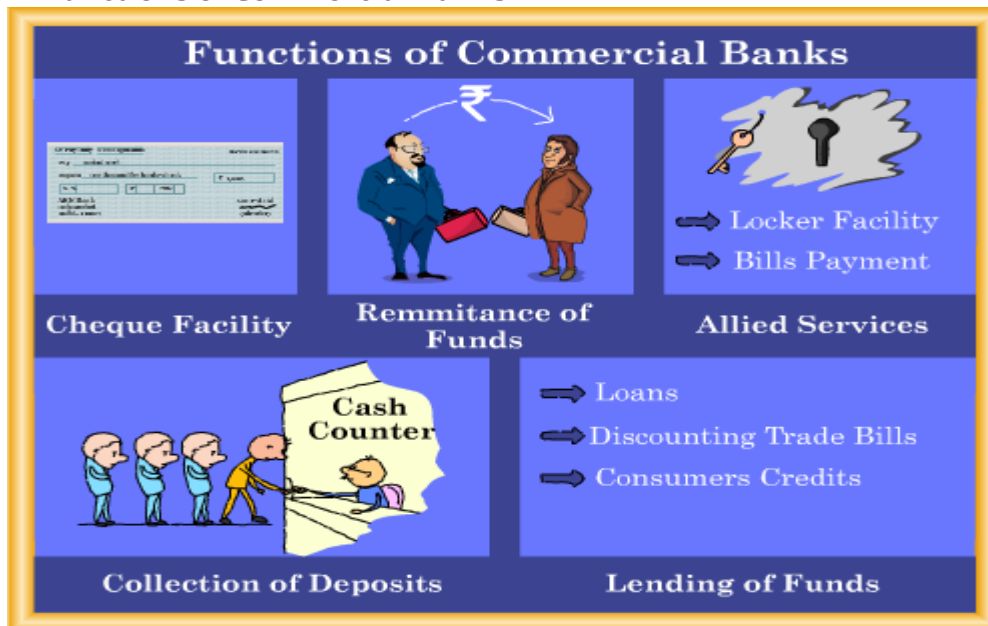 Functions of Commercial Banks
₹
Locker Facility
Bills Payment
Cheque Facility
Remmitance of
Funds
Allied Services
Cash
Counter
Loans
Discounting Trade Bills
Consumers Credits
Collection of Deposits
Lending of Funds